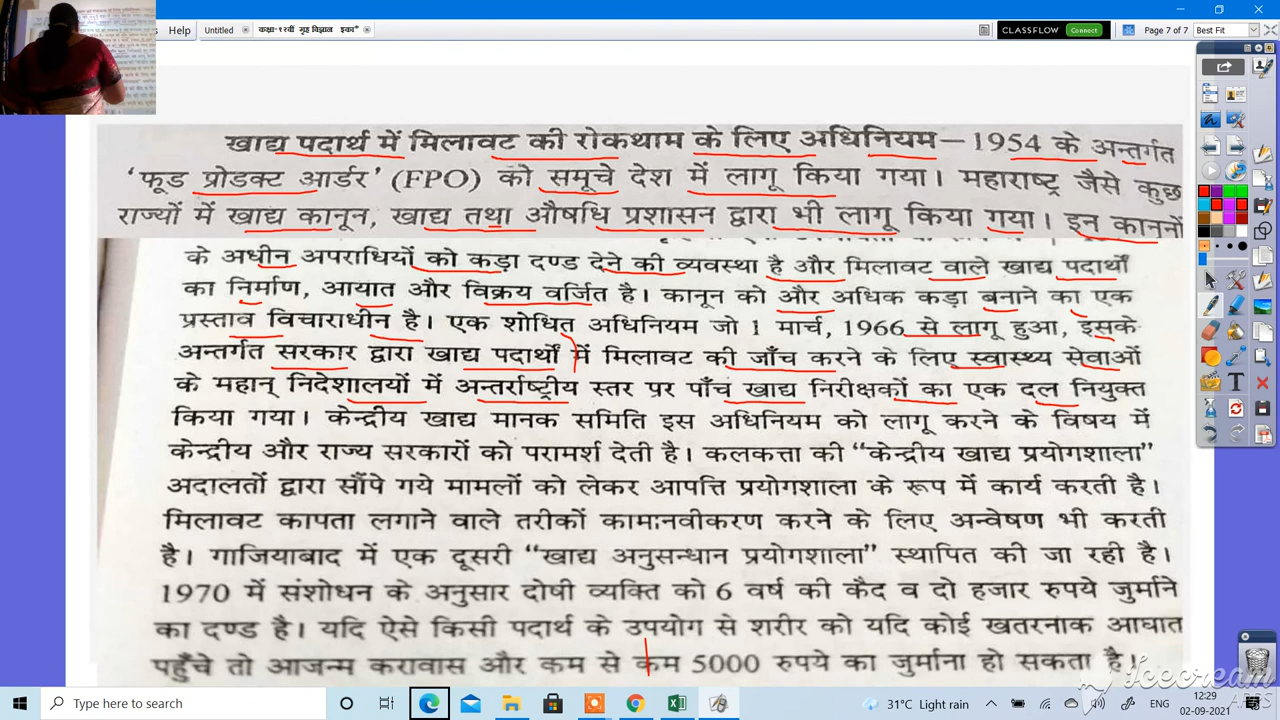 Help
Untitled
कक्षा-१२वीं गृह विज्ञान इका°
CLASSFLOW
Connect
Page 7 of 7
Best Fit
खाद्य पदार्थ में मिलावट की रोकथाम के लिए अधिनियम – 1954 के अन्तर्गत
‘फूड प्रोडक्ट आर्डर’ (FPO) को समूचे देश में लागू किया गया। महाराष्ट्र जैसे कुछ
राज्यों में खाद्य कानून, खाद्य तथा औषधि प्रशासन द्वारा भी लागू किया गया। इन कानूनों
के अधीन अपराधियों को कड़ा दण्ड देने की व्यवस्था है और मिलावट वाले खाद्य पदार्थों
का निर्माण, आयात और विक्रय वर्जित है। कानून को और अधिक कड़ा बनाने का एक
प्रस्ताव विचाराधीन है। एक शोधित अधिनियम जो 1 मार्च, 1966 से लागू हुआ, इसके
अन्तर्गत सरकार द्वारा खाद्य पदार्थों में मिलावट की जाँच करने के लिए स्वास्थ्य सेवाओं
के महान् निदेशालयों में अन्तर्राष्ट्रीय स्तर पर पाँच खाद्य निरीक्षकों का एक दल नियुक्त
किया गया। केन्द्रीय खाद्य मानक समिति इस अधिनियम को लागू करने के विषय में
केन्द्रीय और राज्य सरकारों को परामर्श देती है। कलकत्ता की “केन्द्रीय खाद्य प्रयोगशाला”
अदालतों द्वारा सौंपे गये मामलों को लेकर आपत्ति प्रयोगशाला के रूप में कार्य करती है।
मिलावट कापता लगाने वाले तरीकों कामानवीकरण करने के लिए अन्वेषण भी करती
है। गाजियाबाद में एक दूसरी “खाद्य अनुसन्धान प्रयोगशाला” स्थापित की जा रही है।
1970 में संशोधन के अनुसार दोषी व्यक्ति को 6 वर्ष की कैद व दो हजार रुपये जुर्माने
का दण्ड है। यदि ऐसे किसी पदार्थ के उपयोग से शरीर को यदि कोई खतरनाक आघात
पहुँचे तो आजन्म करावास और कम से कम 5000 रुपये का जुर्माना हो सकता है।
Icecream
APPS
Type here to search
31°C Light rain
ENG
12:29
02-09-2021